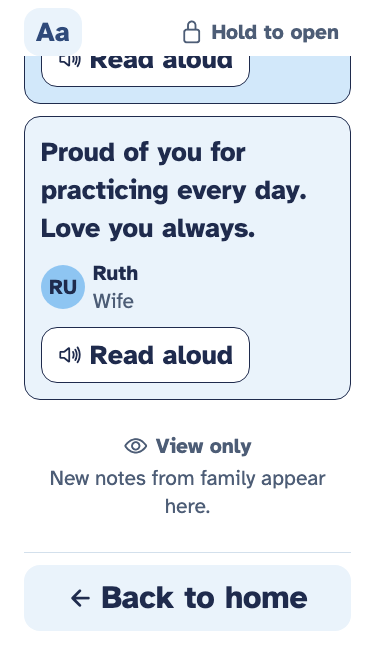 Aa
Hold to open
Read aloud
Proud of you for
practicing every day.
Love you always.
RU
Ruth
Wife
Read aloud
View only
New notes from family appear
here.
← Back to home